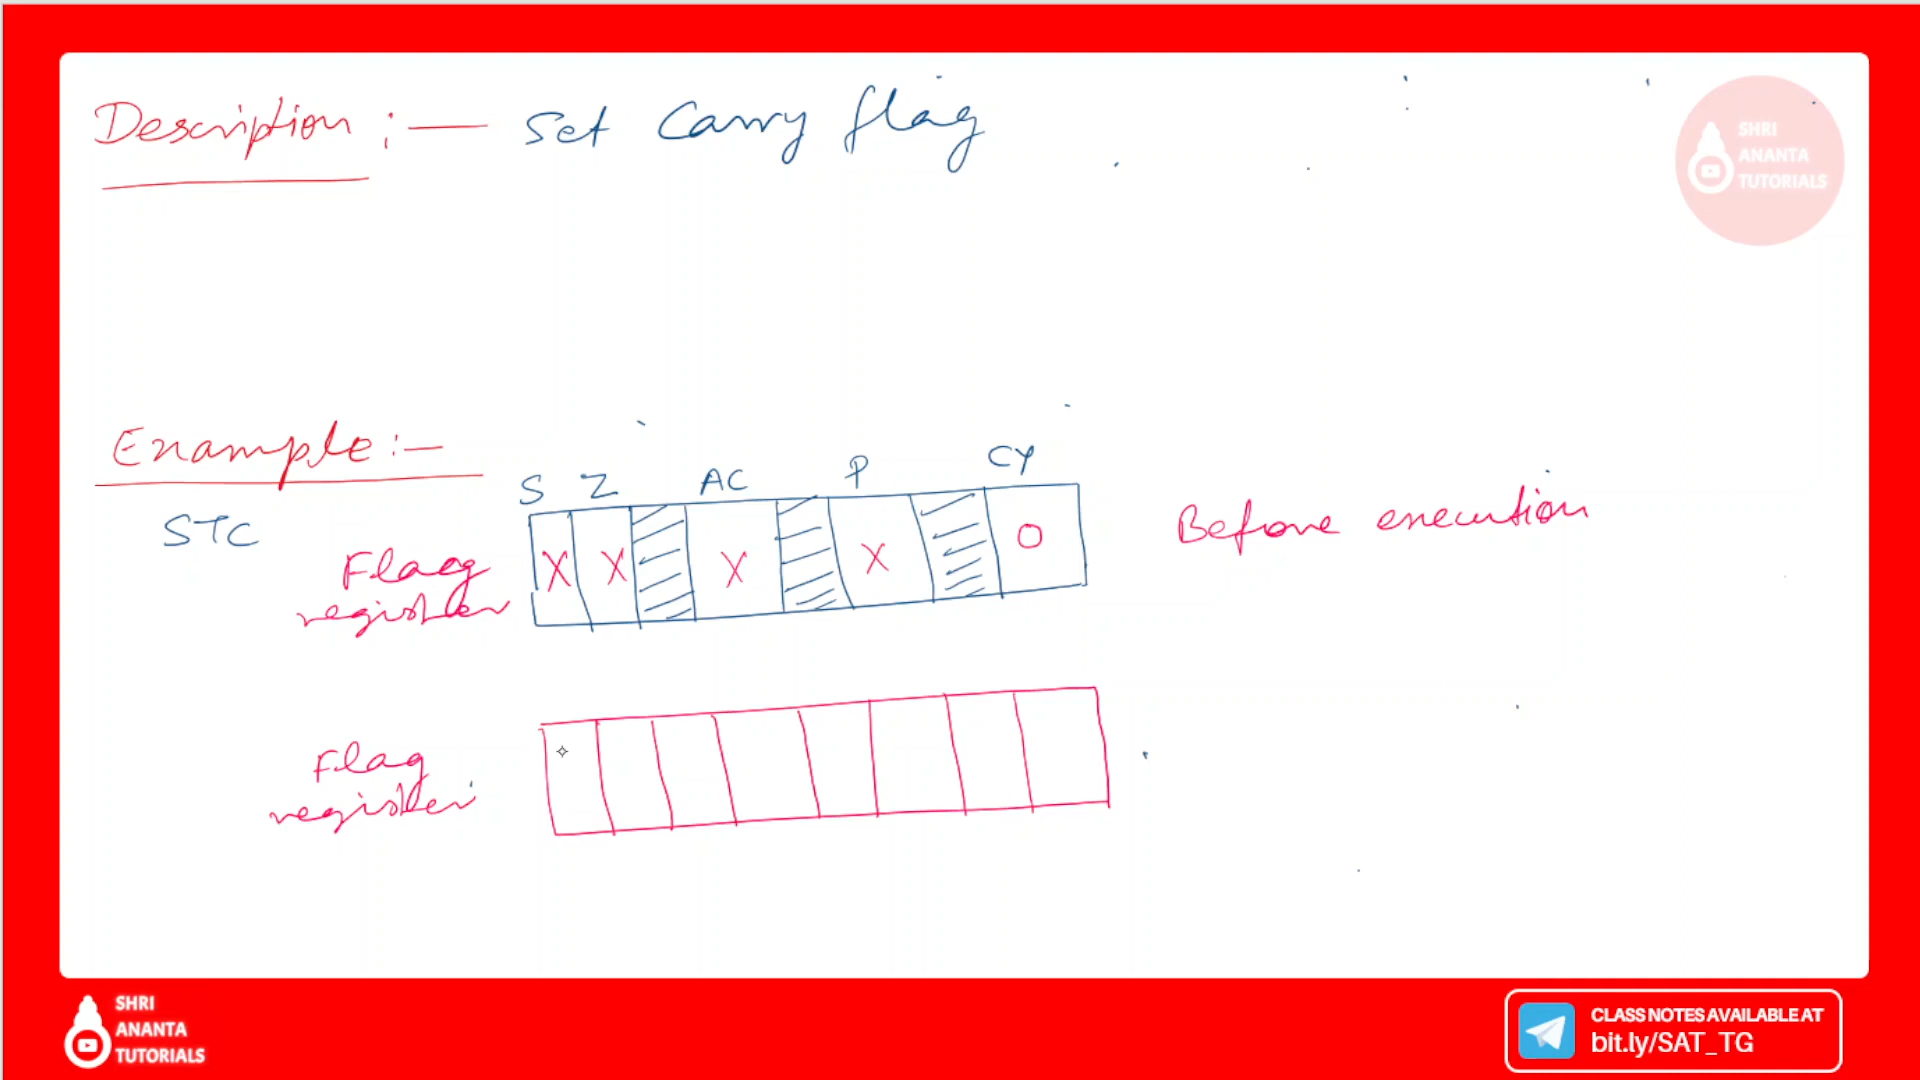 Description :— Set Carry flag
SHRI
ANANTA
TUTORIALS
Example :—
S Z AC P CY
STC
Flag
register
X X X X 0
Before execution
Flag
register
SHRI
ANANTA
TUTORIALS
CLASS NOTES AVAILABLE AT
bit.ly/SAT_TG